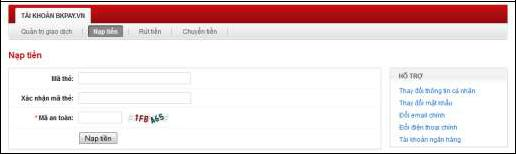 TÀI KHOẢN BKPAY.VN
Quản trị giao dịch | Nạp tiền | Rút tiền | Chuyển tiền
Nạp tiền
Mã thẻ:
Xác nhận mã thẻ:
* Mã an toàn:
1FBN65
Nạp tiền
HỖ TRỢ
Thay đổi thông tin cá nhân
Thay đổi mật khẩu
Đổi email chính
Đổi điện thoại chính
Tài khoản ngân hàng